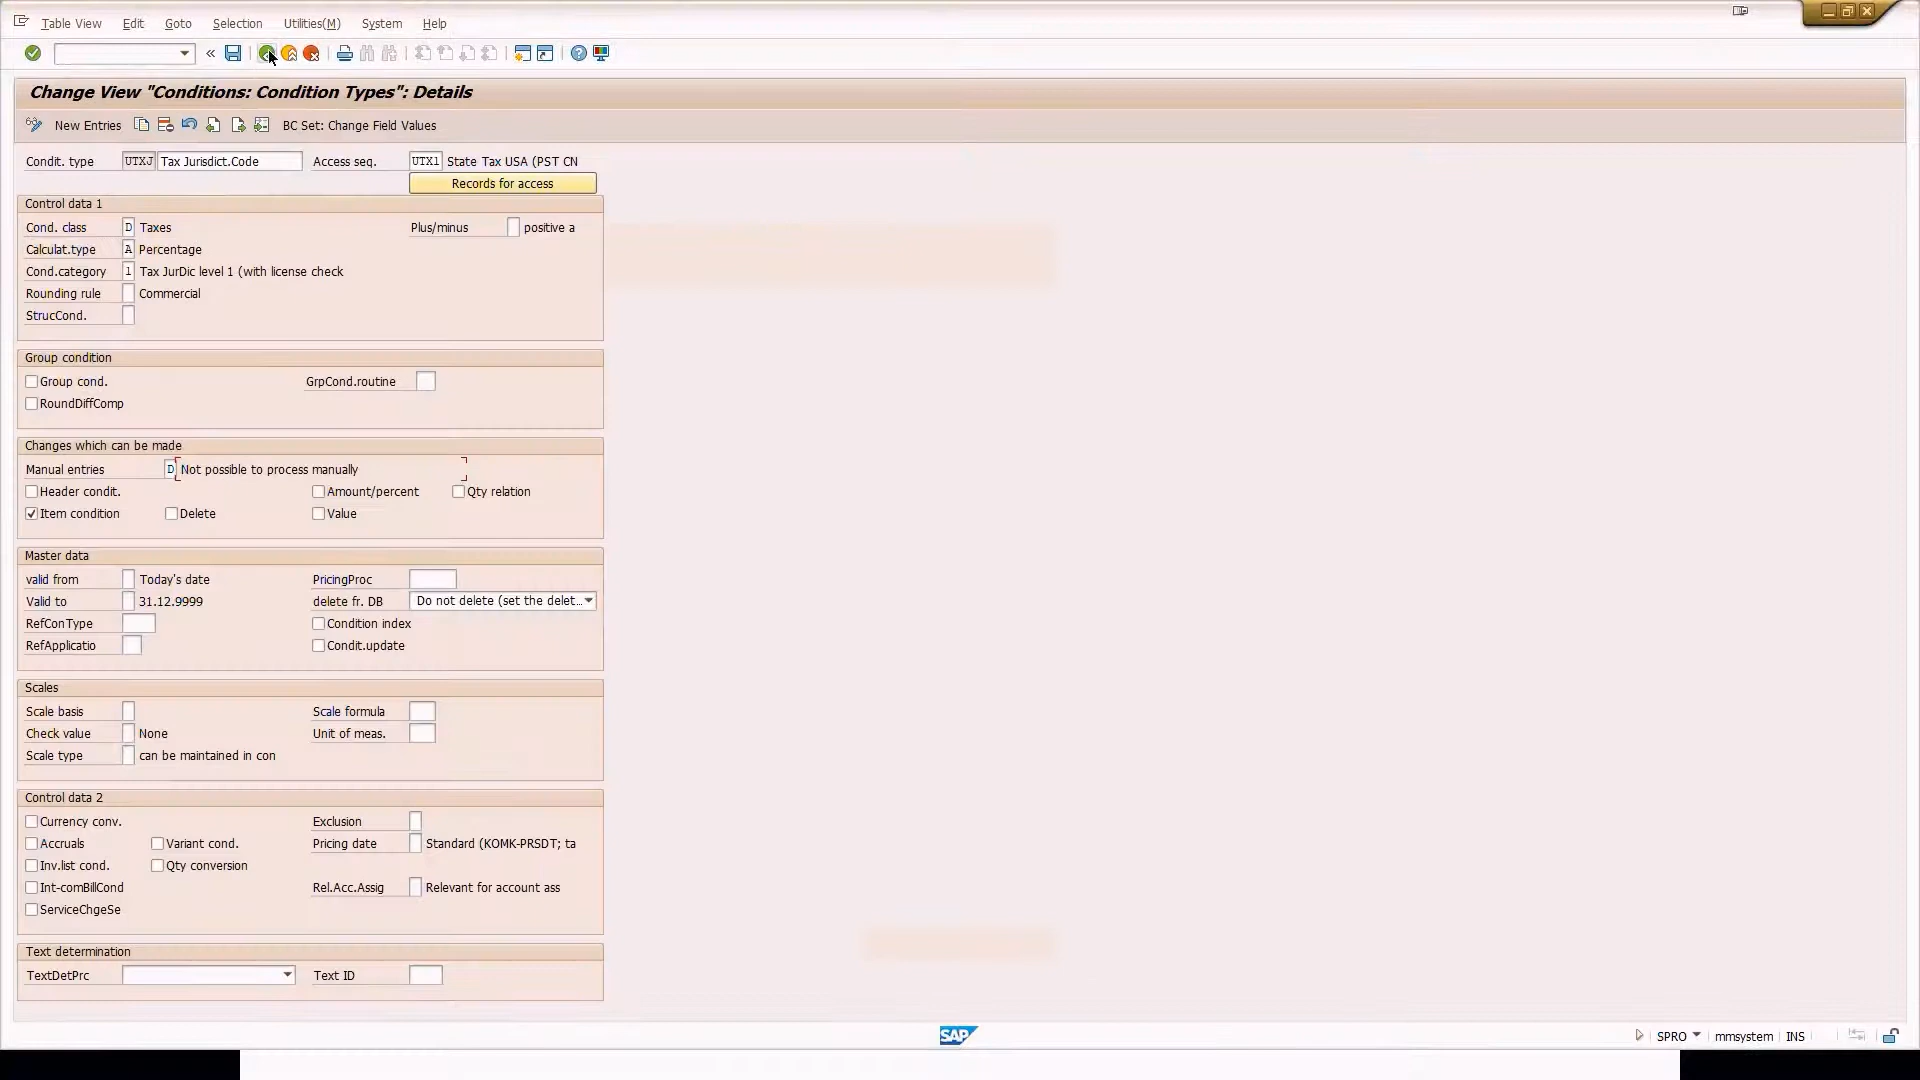 Table View Edit Goto Selection Utilities(M) System Help
Change View "Conditions: Condition Types": Details
New Entries BC Set: Change Field Values
Condit. type UTXJ Tax Jurisdict.Code Access seq. UTX1 State Tax USA (PST CN
Records for access
Control data 1
Cond. class D Taxes Plus/minus positive a
Calculat.type A Percentage
Cond.category 1 Tax JurDic level 1 (with license check
Rounding rule Commercial
StrucCond.
Group condition
Group cond. GrpCond.routine
RoundDiffComp
Changes which can be made
Manual entries D Not possible to process manually
Header condit. Amount/percent Qty relation
Item condition Delete Value
Master data
valid from Today's date PricingProc
Valid to 31.12.9999 delete fr. DB Do not delete (set the delet...
RefConType Condition index
RefApplicatio Condit.update
Scales
Scale basis Scale formula
Check value None Unit of meas.
Scale type can be maintained in con
Control data 2
Currency conv. Exclusion
Accruals Variant cond. Pricing date Standard (KOMK-PRSDT; ta
Inv.list cond. Qty conversion
Int-comBillCond Rel.Acc.Assig Relevant for account ass
ServiceChgeSe
Text determination
TextDetPrc Text ID
SAP SPRO mmsystem INS